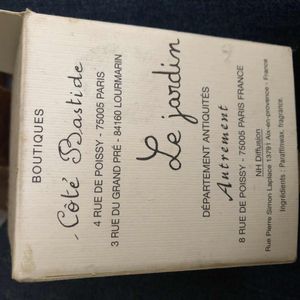 BOUTIQUES
Côté Bastide
4 RUE DE POISSY - 75005 PARIS
3 RUE DU GRAND PRÉ - 84160 LOURMARIN
Le jardin
DÉPARTEMENT ANTIQUITÉS
Autrement
8 RUE DE POISSY - 75005 PARIS FRANCE
NH Diffusion
Rue Pierre Simon Laplace 13791 Aix-en-provence - France
Ingrédients : Paraffinwax, fragrance.